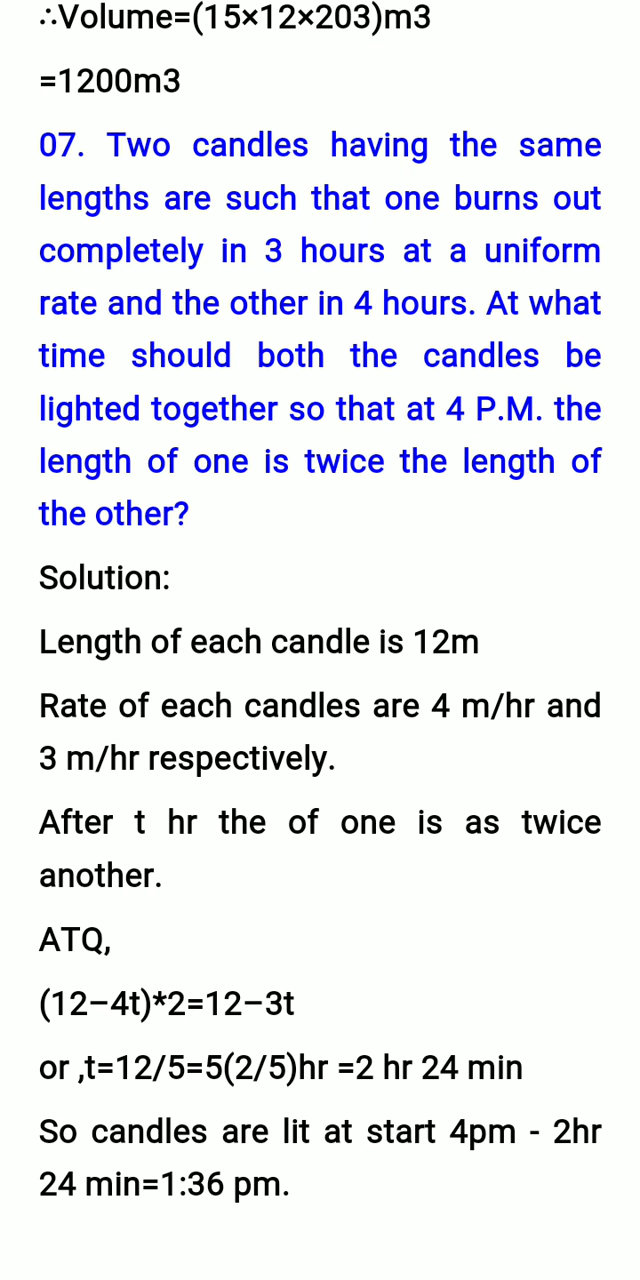 ∴Volume=(15×12×203)m3
=1200m3
07. Two candles having the same
lengths are such that one burns out
completely in 3 hours at a uniform
rate and the other in 4 hours. At what
time should both the candles be
lighted together so that at 4 P.M. the
length of one is twice the length of
the other?
Solution:
Length of each candle is 12m
Rate of each candles are 4 m/hr and
3 m/hr respectively.
After t hr the of one is as twice
another.
ATQ,
(12−4t)*2=12−3t
or ,t=12/5=5(2/5)hr =2 hr 24 min
So candles are lit at start 4pm - 2hr
24 min=1:36 pm.